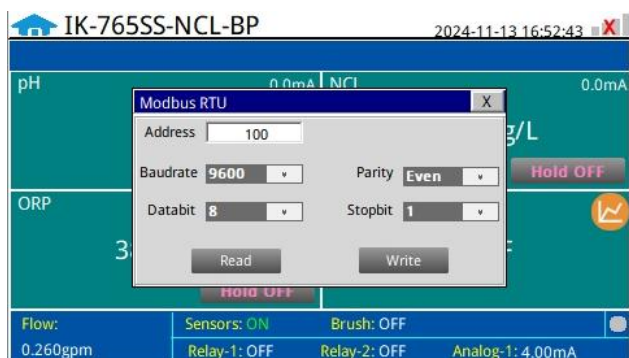 IK-765SS-NCL-BP
2024-11-13 16:52:43
X
pH
0.0mA
NCL
0.0mA
Modbus RTU
X
Address
100
g/L
Baudrate
9600
Parity
Even
Hold OFF
Databit
8
Stopbit
1
ORP
Read
Write
Hold OFF
Flow:
Sensors: ON
Brush: OFF
0.260gpm
Relay-1: OFF
Relay-2: OFF
Analog-1: 4.00mA